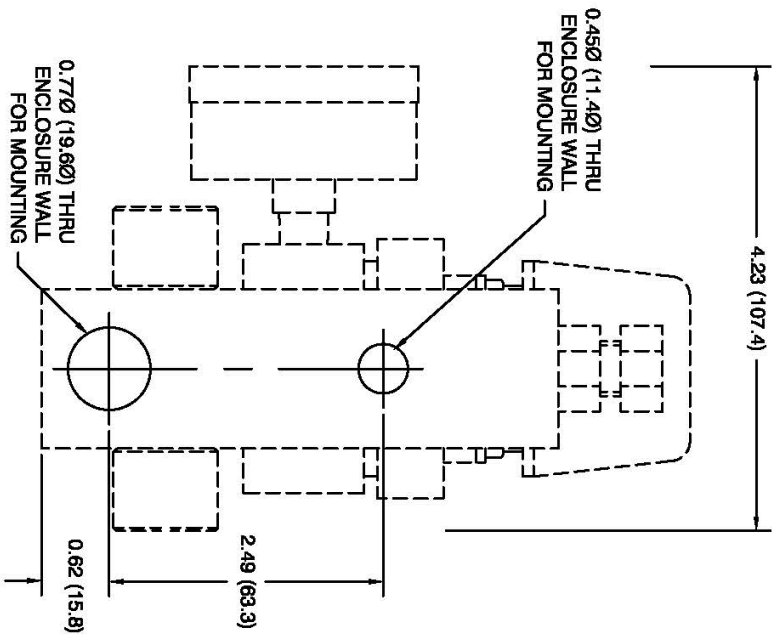 0.45Ø (11.4Ø) THRU
ENCLOSURE WALL
FOR MOUNTING
4.23 (107.4)
0.77Ø (19.6Ø) THRU
ENCLOSURE WALL
FOR MOUNTING
2.49 (63.3)
0.62 (15.8)